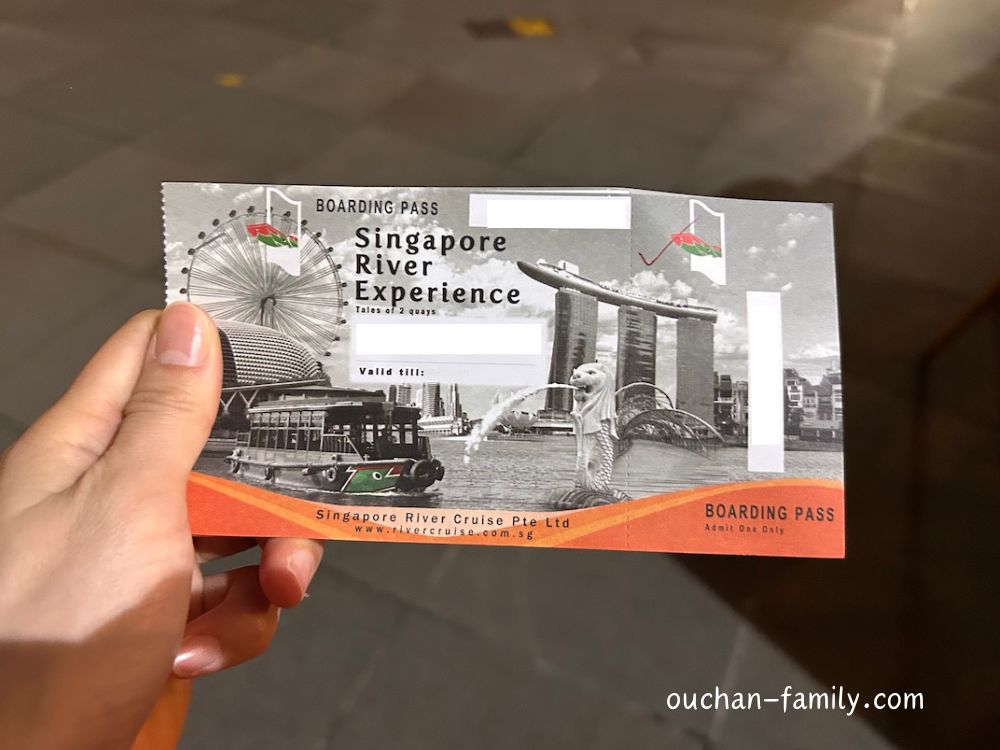 BOARDING PASS
Singapore
River
Experience
Tales of 2 quays
Valid till:
Singapore River Cruise Pte Ltd
www.rivercruise.com.sg
BOARDING PASS
Admit One Only
ouchan-family.com